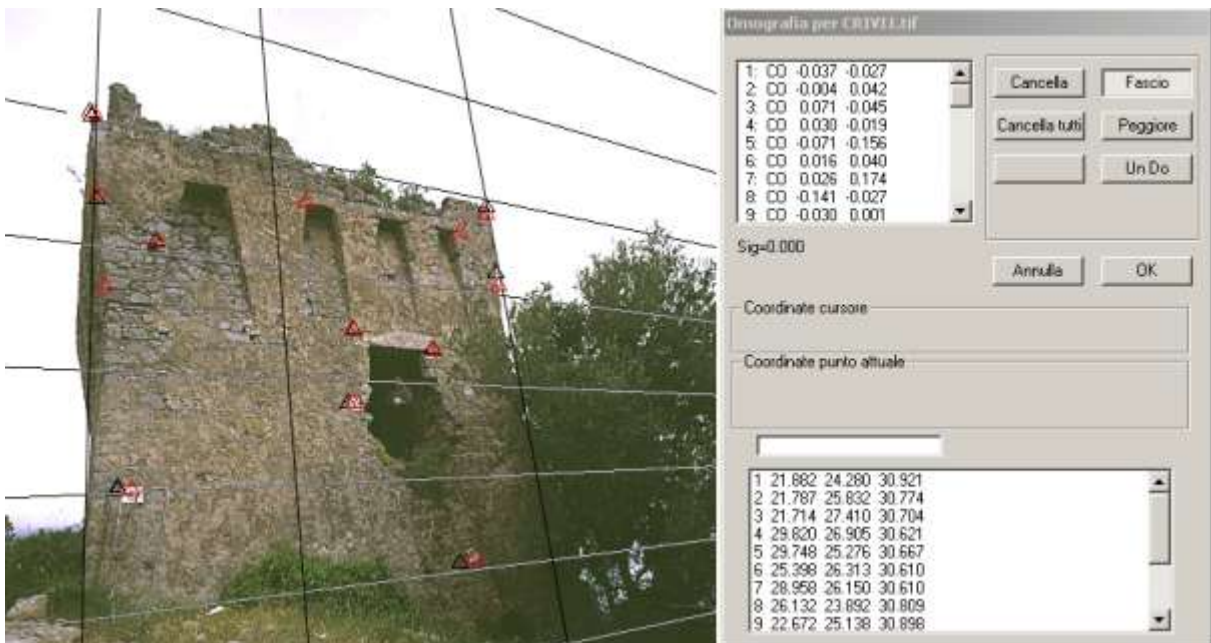 Omografia per CRIVI1.tif
1: CO -0.037 -0.027
2: CO -0.004 0.042
3: CO 0.071 -0.045
4: CO 0.030 -0.019
5: CO -0.071 -0.156
6: CO 0.016 0.040
7: CO 0.026 0.174
8: CO -0.141 -0.027
9: CO -0.030 0.001
Cancella
Fascio
Cancella tutti
Peggiore
Un Do
Sig=0.000
Annulla
OK
Coordinate cursore
Coordinate punto attuale
1 21.882 24.280 30.921
2 21.787 25.832 30.774
3 21.714 27.410 30.704
4 29.820 26.905 30.621
5 29.748 25.276 30.667
6 25.398 26.313 30.610
7 28.958 26.150 30.610
8 26.132 23.892 30.809
9 22.672 25.138 30.898